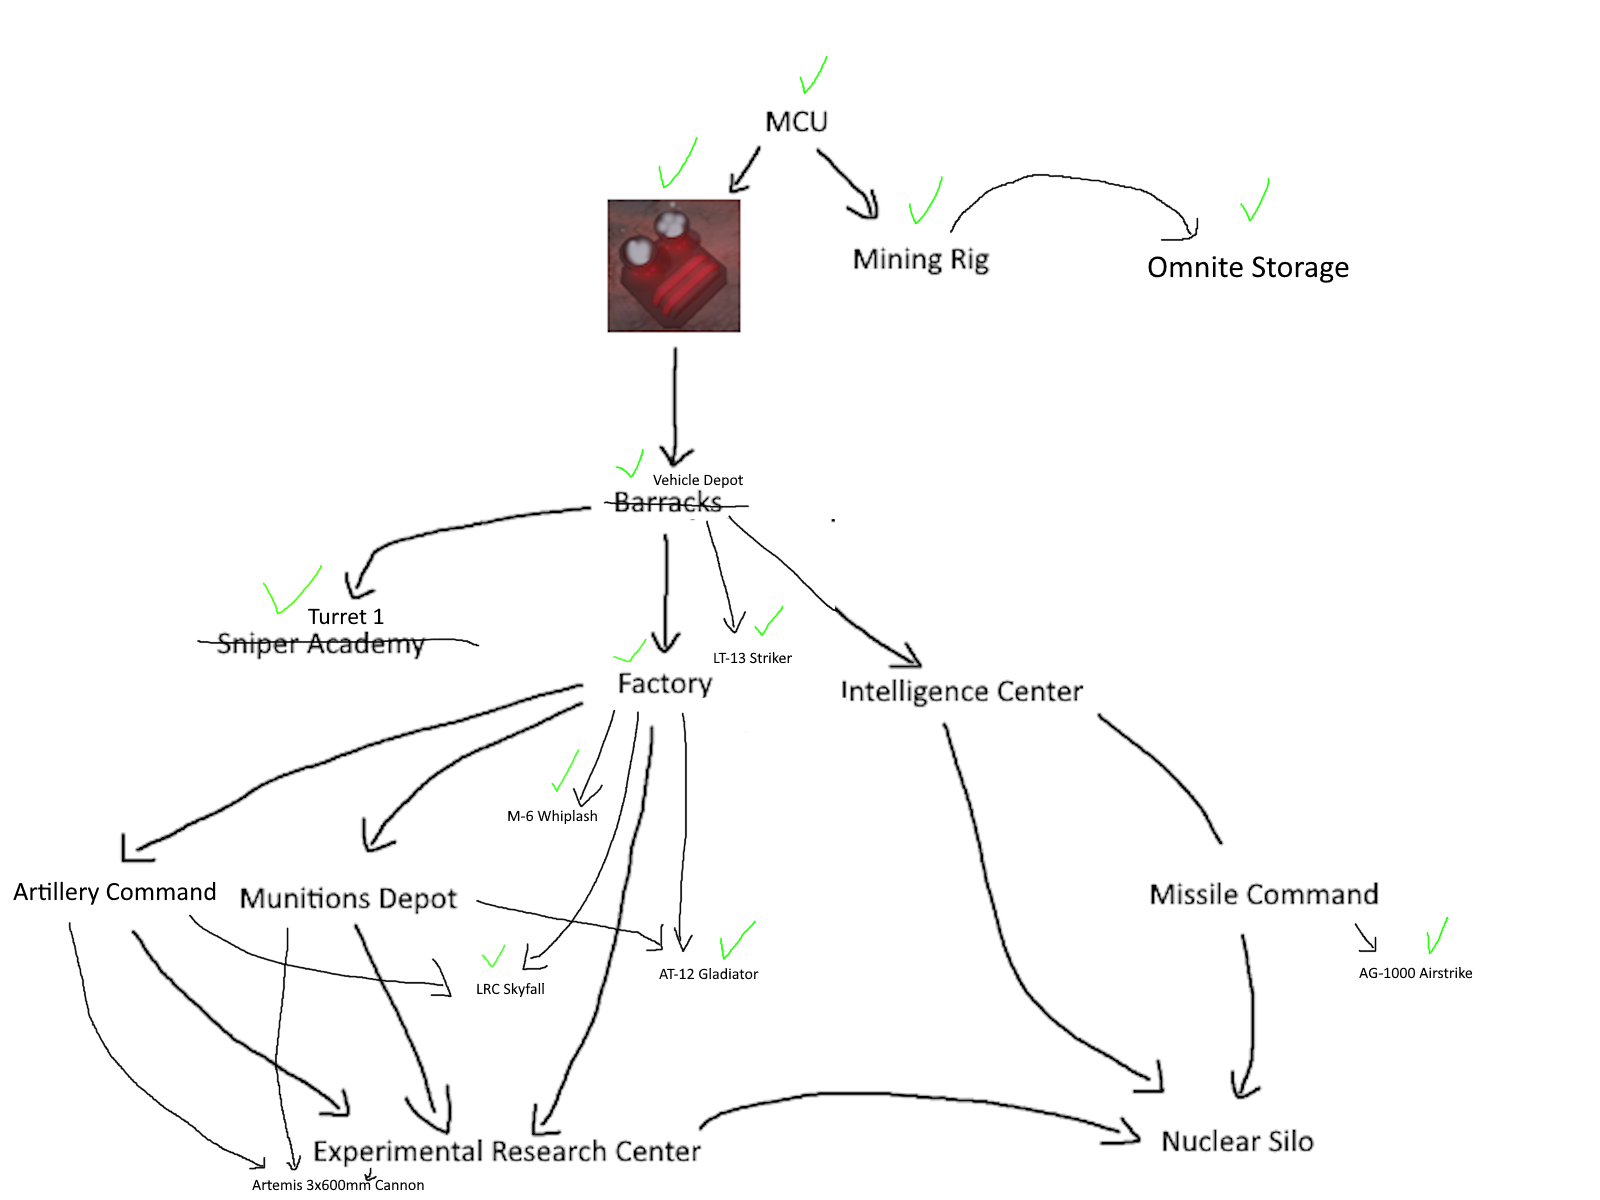 MCU
Mining Rig
Omnite Storage
Vehicle Depot
Barracks
Turret 1
Sniper Academy
LT-13 Striker
Factory
Intelligence Center
M-6 Whiplash
Artillery Command
Munitions Depot
Missile Command
LRC Skyfall
AT-12 Gladiator
AG-1000 Airstrike
Experimental Research Center
Nuclear Silo
Artemis 3x600mm Cannon